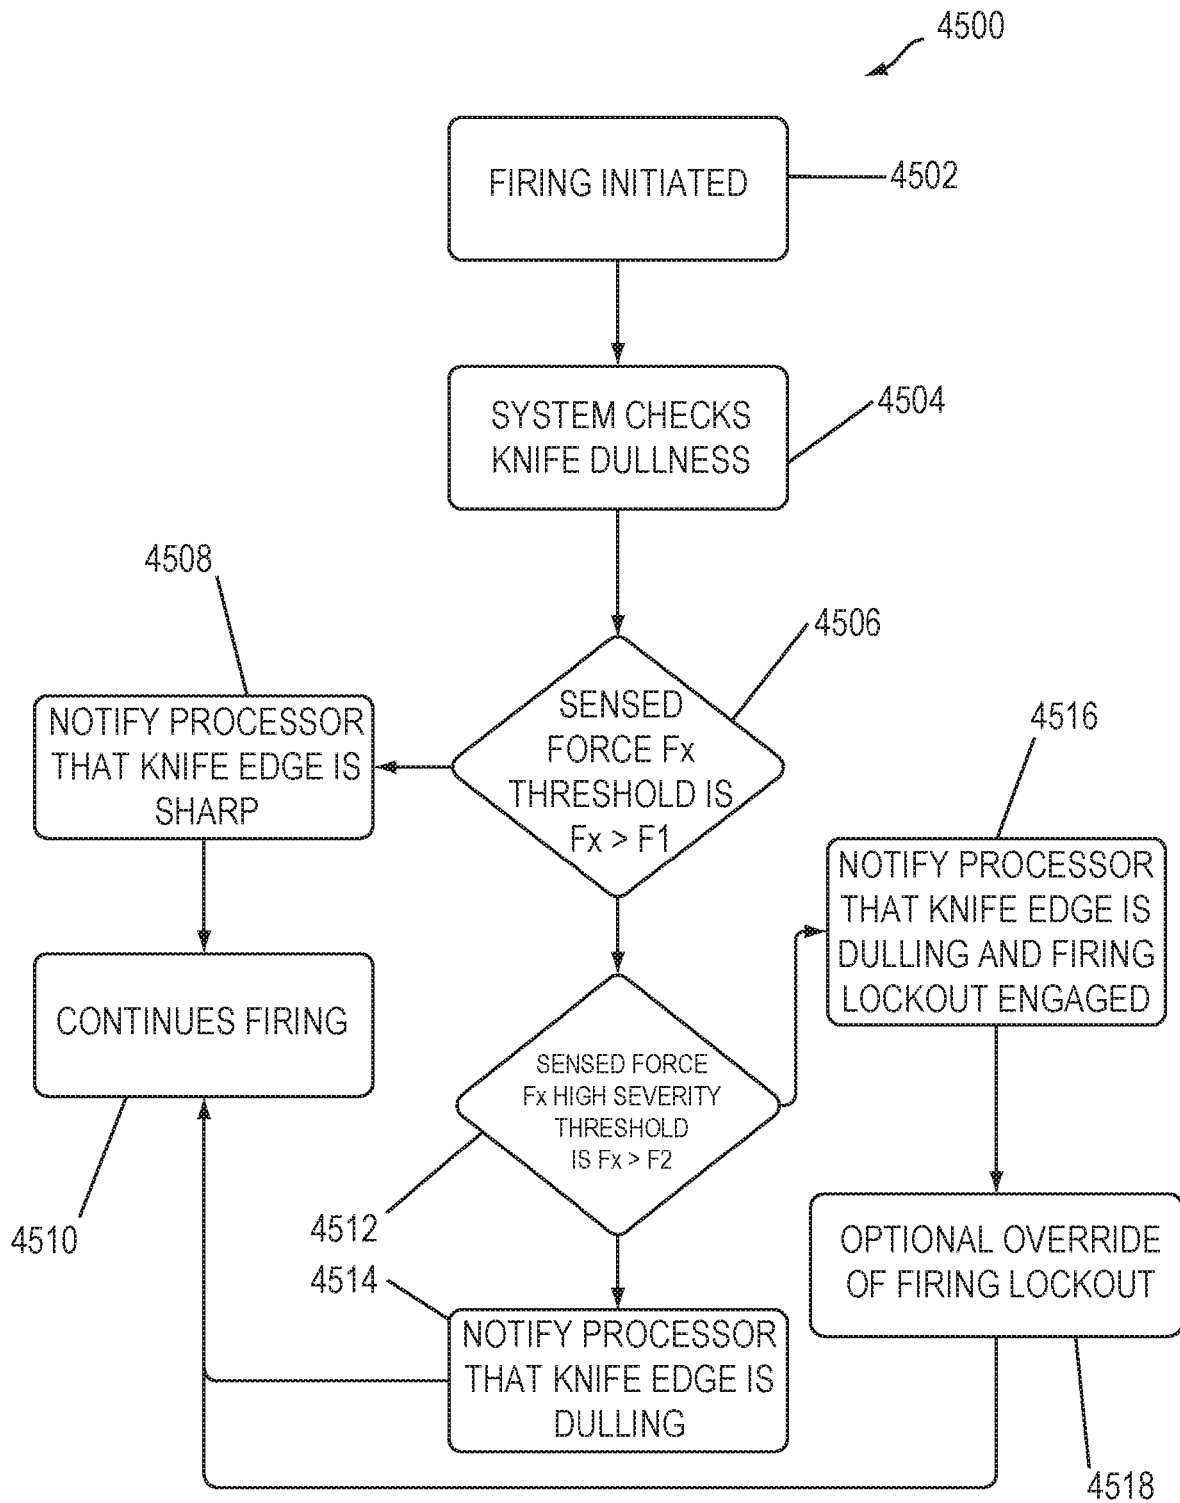 4500
FIRING INITIATED
4502
SYSTEM CHECKS
KNIFE DULLNESS
4504
4508
4506
SENSED
FORCE Fx
THRESHOLD IS
Fx > F1
NOTIFY PROCESSOR
THAT KNIFE EDGE IS
SHARP
4516
NOTIFY PROCESSOR
THAT KNIFE EDGE IS
DULLING AND FIRING
LOCKOUT ENGAGED
CONTINUES FIRING
4510
SENSED FORCE
Fx HIGH SEVERITY
THRESHOLD
IS Fx > F2
4512
4514
NOTIFY PROCESSOR
THAT KNIFE EDGE IS
DULLING
OPTIONAL OVERRIDE
OF FIRING LOCKOUT
4518